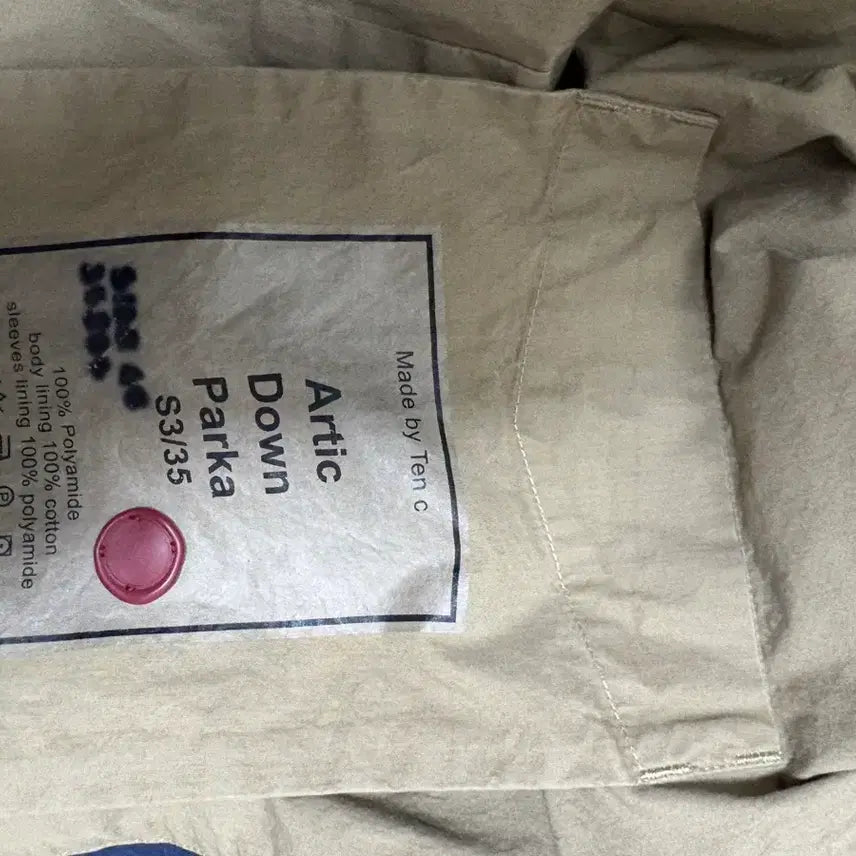 Made by Ten c
Artic
Down
Parka
S3/35
100% Polyamide
body lining 100% cotton
sleeves lining 100% polyamide